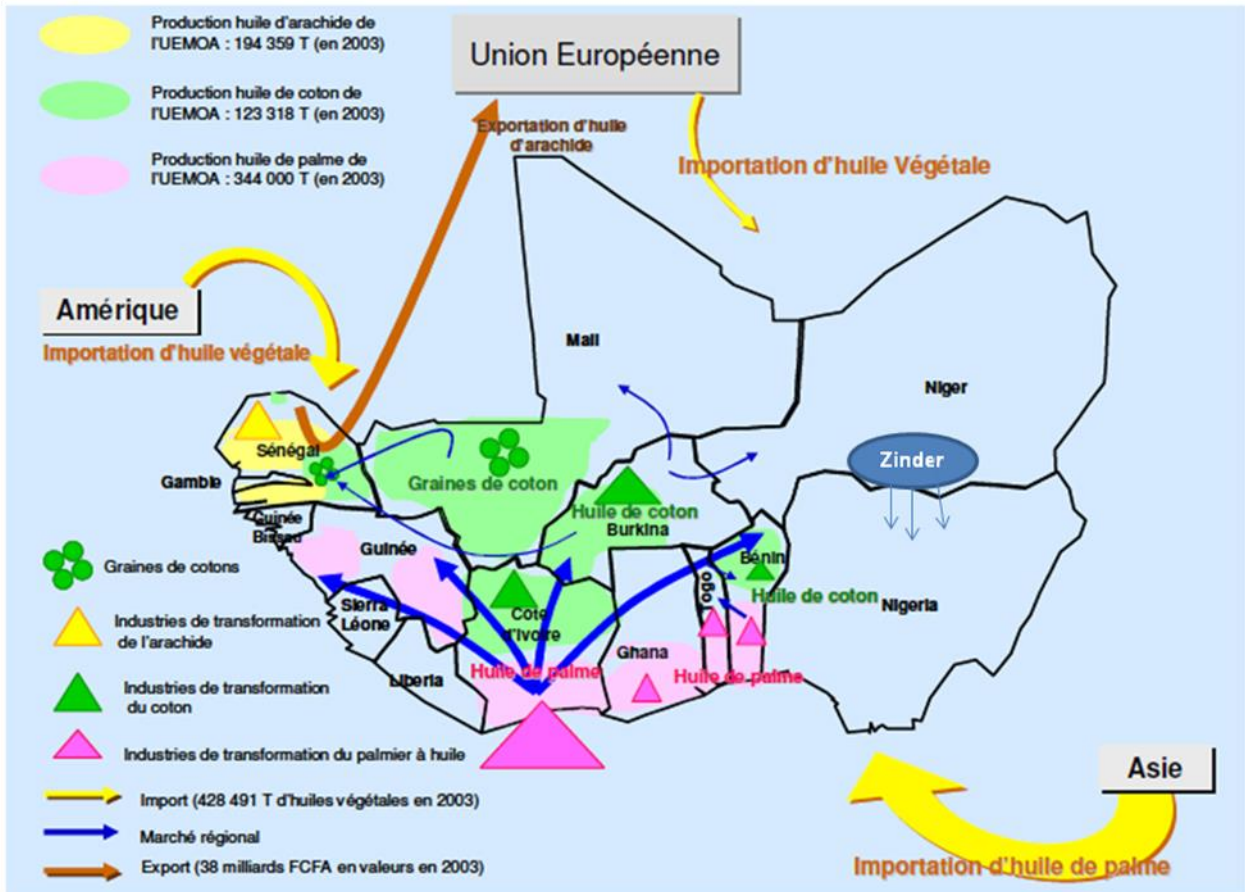 Production huile d'arachide de
l'UEMOA : 194 359 T (en 2003)
Production huile de coton de
l'UEMOA : 123 318 T (en 2003)
Production huile de palme de
l'UEMOA : 344 000 T (en 2003)
Union Européenne
Exportation d'huile
d'arachide
Importation d'huile Végétale
Amérique
Importation d'huile végétale
Mali
Niger
Sénégal
Zinder
Gambie
Graines de coton
Huile de coton
Burkina
Guinée
Bissau
Guinée
Bénin
Togo
Huile de coton
Nigeria
Sierra
Léone
Côte
d'Ivoire
Ghana
Liberia
Huile de palme
Huile de palme
Graines de cotons
Industries de transformation
de l'arachide
Industries de transformation
du coton
Industries de transformation du palmier à huile
Import (428 491 T d'huiles végétales en 2003)
Marché régional
Export (38 milliards FCFA en valeurs en 2003)
Asie
Importation d'huile de palme